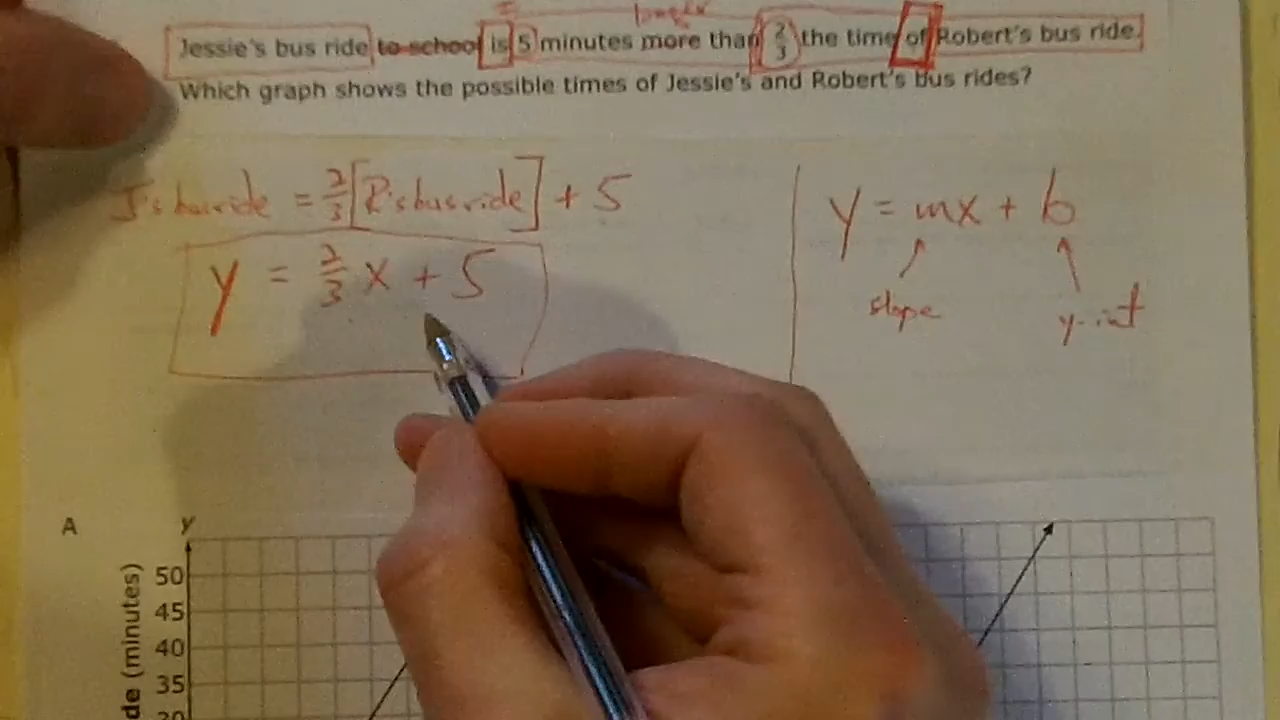 Jessie's bus ride to school is 5 minutes more than 2/3 the time of Robert's bus ride.
Which graph shows the possible times of Jessie's and Robert's bus rides?
J's bus ride = 2/3 [R's bus ride] + 5
y = 2/3 x + 5
y = mx + b
slope
y-int
A
y
50
45
40
35
30
de (minutes)